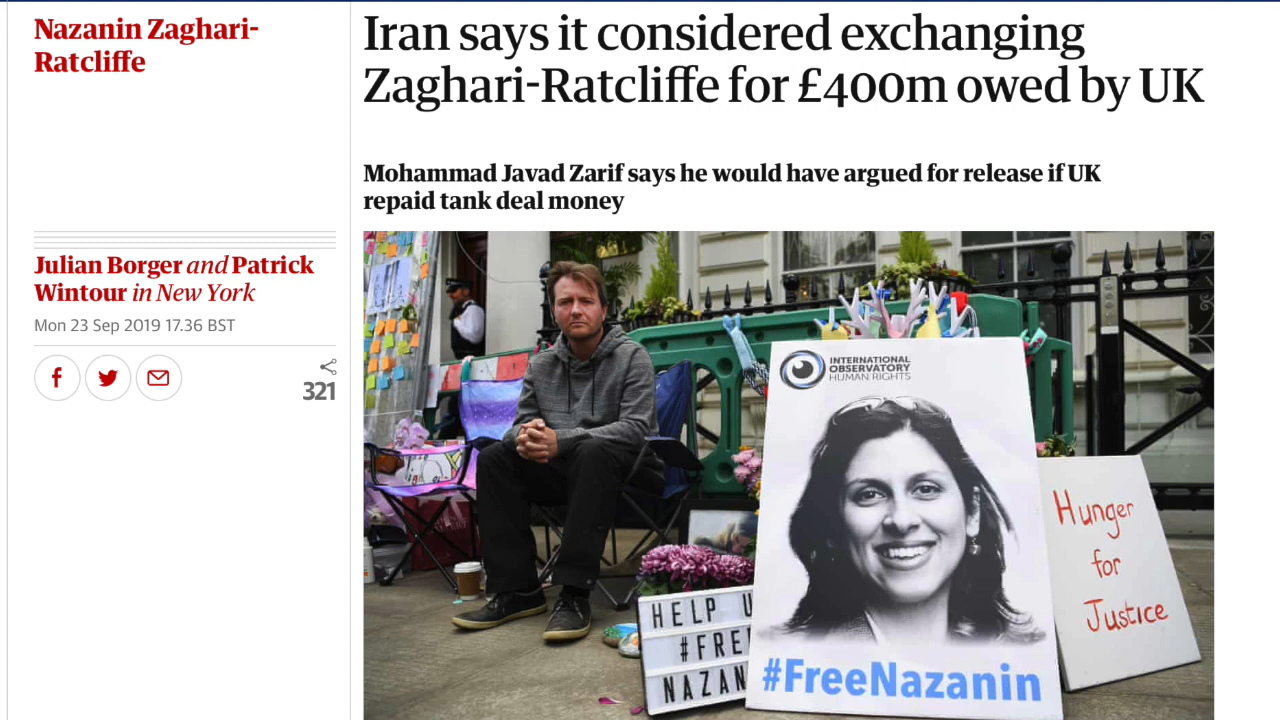 Nazanin Zaghari-
Ratcliffe
Iran says it considered exchanging
Zaghari-Ratcliffe for £400m owed by UK
Mohammad Javad Zarif says he would have argued for release if UK
repaid tank deal money
Julian Borger and Patrick
Wintour in New York
Mon 23 Sep 2019 17.36 BST
321
INTERNATIONAL
OBSERVATORY
HUMAN RIGHTS
#FreeNazanin
HELP U
#FRE
NAZAN
Hunger
for
Justice